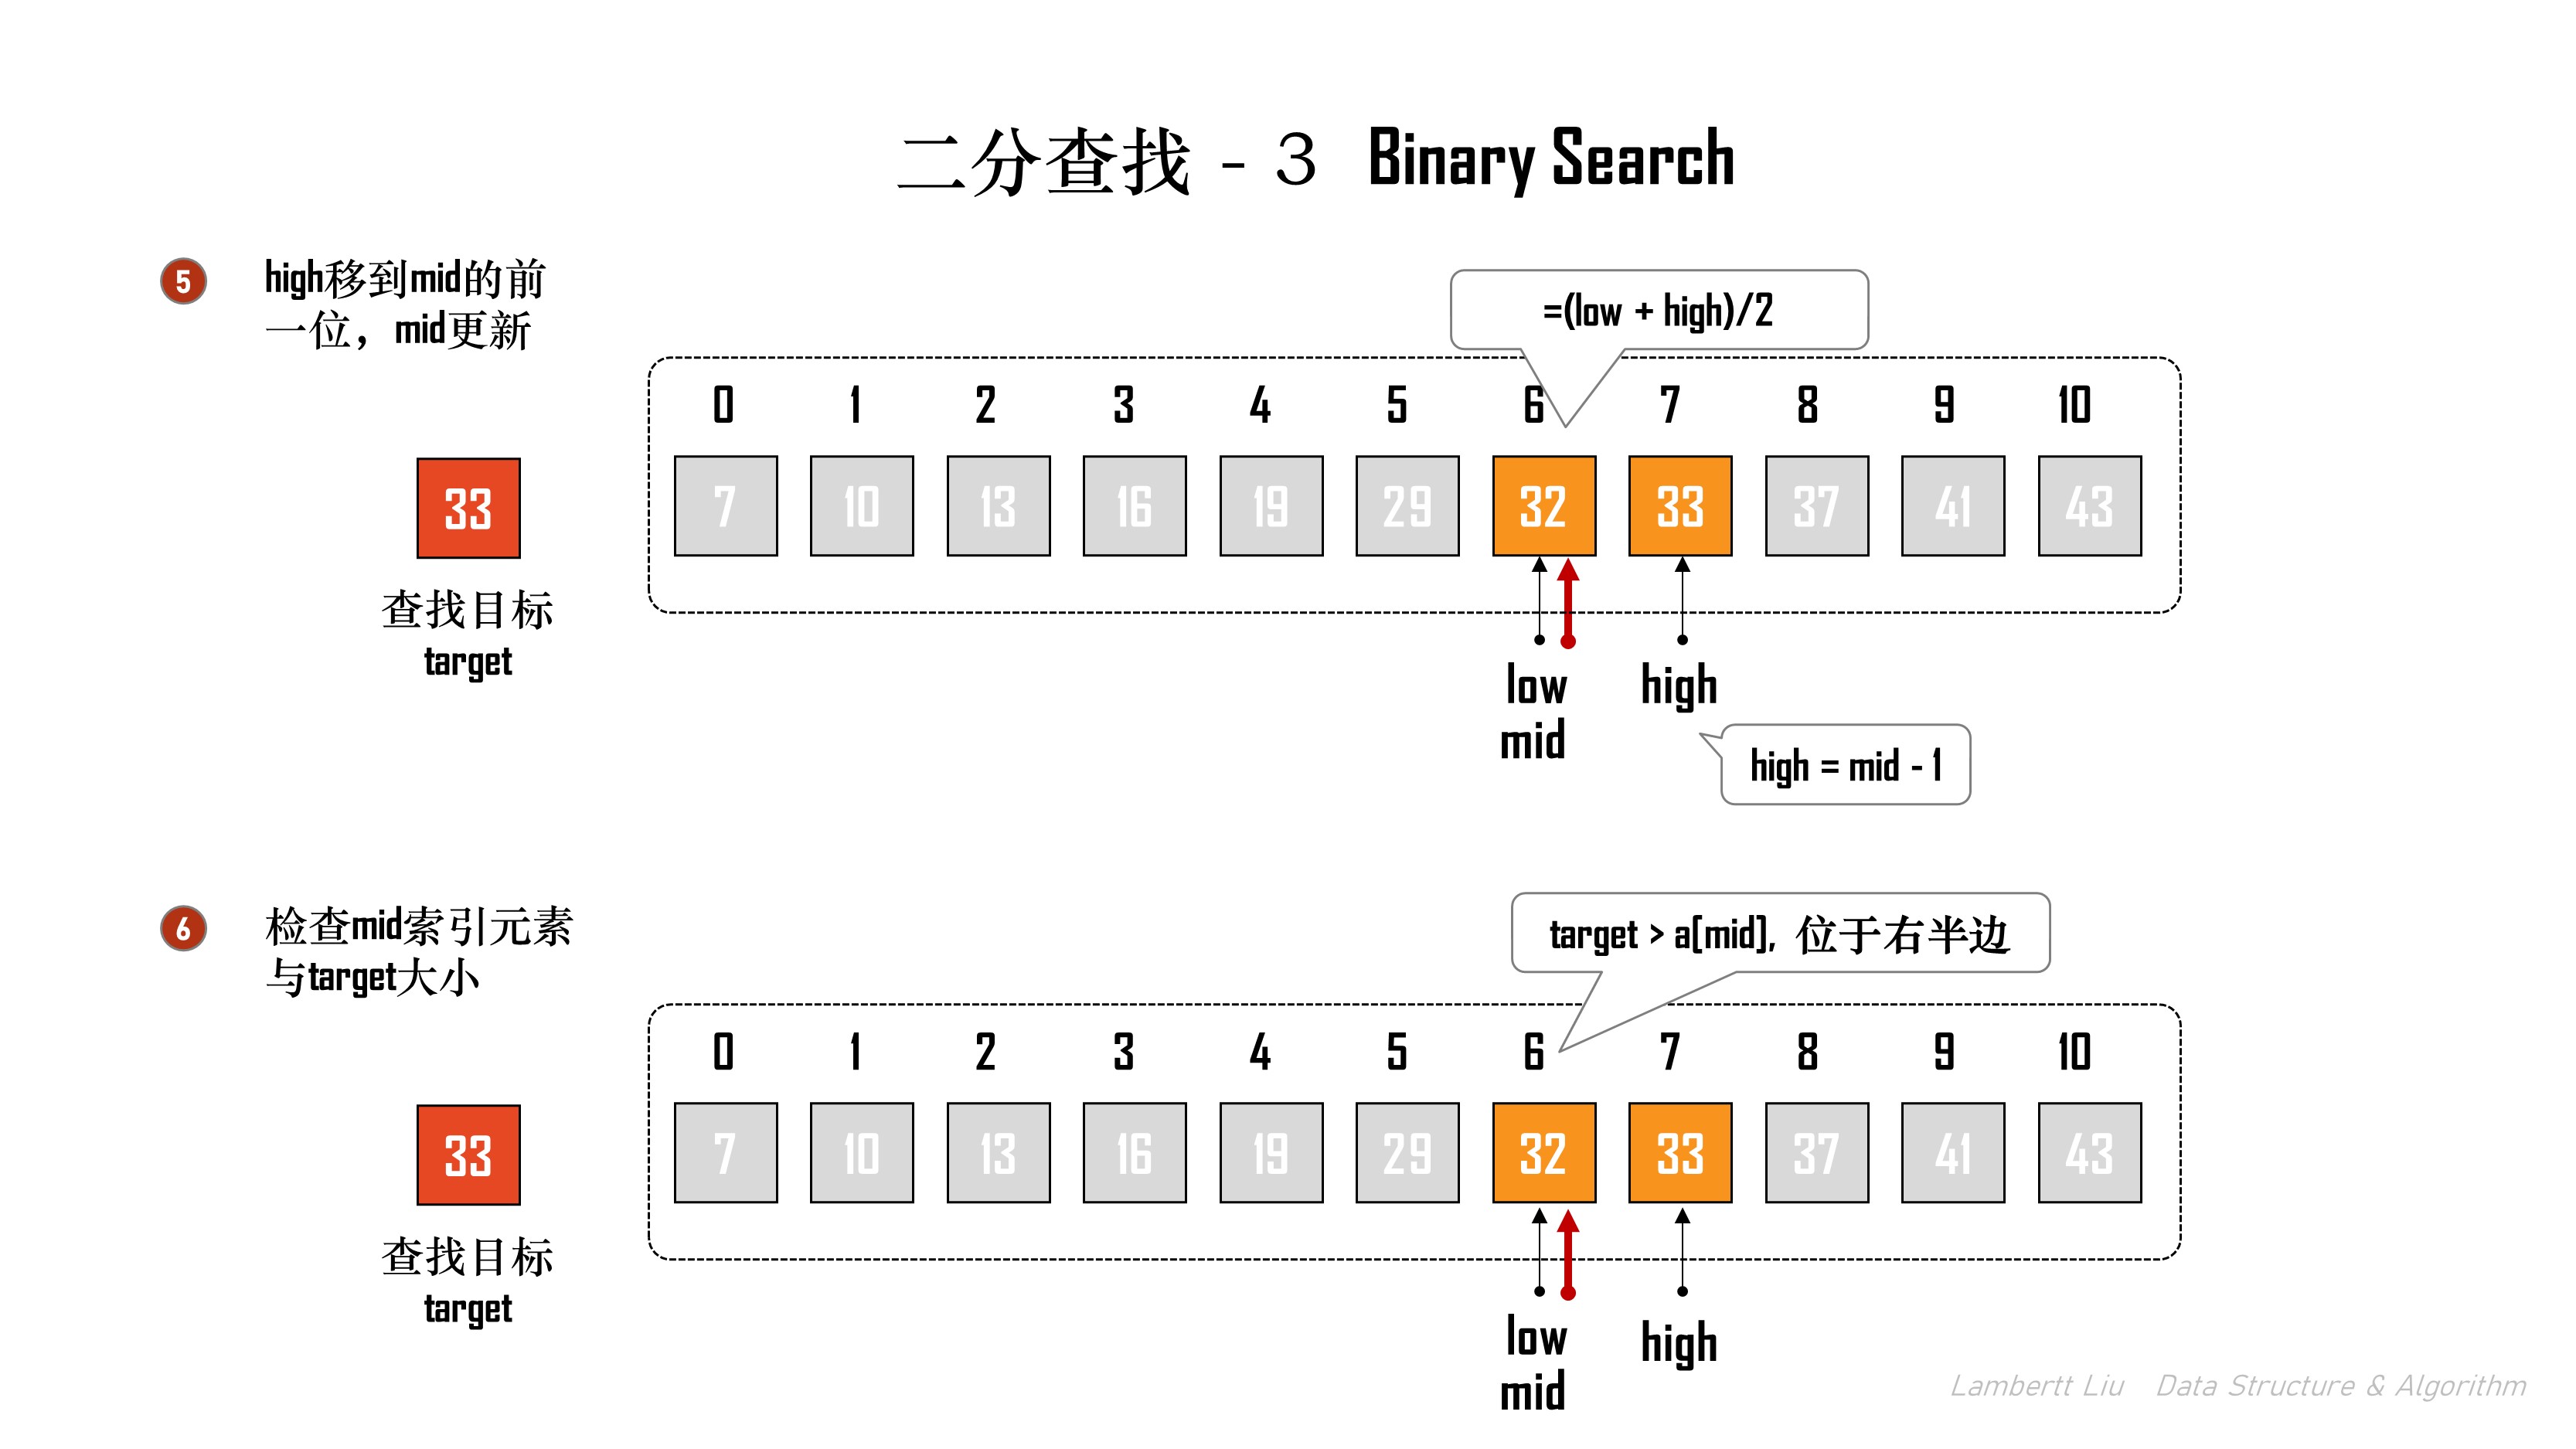 二分查找 - 3 Binary Search
5
high移到mid的前
一位，mid更新
=(low + high)/2
0 1 2 3 4 5 6 7 8 9 10
33
7 10 13 16 19 29 32 33 37 41 43
查找目标
target
low high
mid
high = mid - 1
6
检查mid索引元素
与target大小
target > a[mid], 位于右半边
0 1 2 3 4 5 6 7 8 9 10
33
7 10 13 16 19 29 32 33 37 41 43
查找目标
target
low high
mid
Lambertt Liu Data Structure & Algorithm